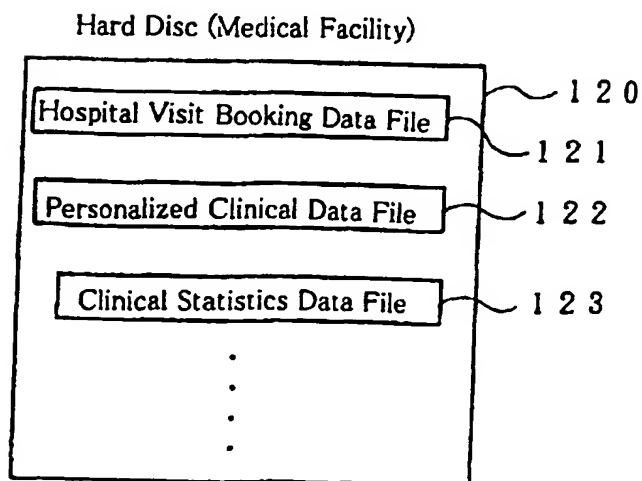 Hard Disc (Medical Facility)
120
Hospital Visit Booking Data File
121
Personalized Clinical Data File
122
Clinical Statistics Data File
123